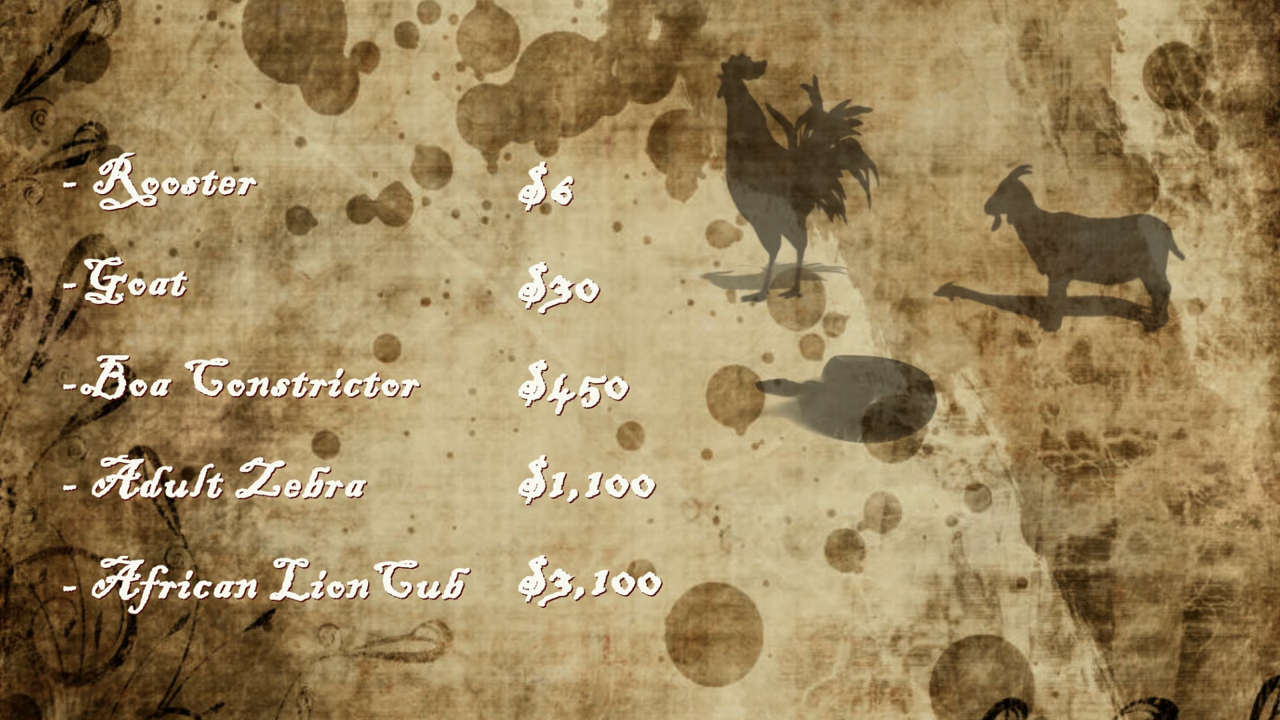 - Rooster $6
- Goat $30
- Boa Constrictor $450
- Adult Zebra $1,100
- African Lion Cub $3,100